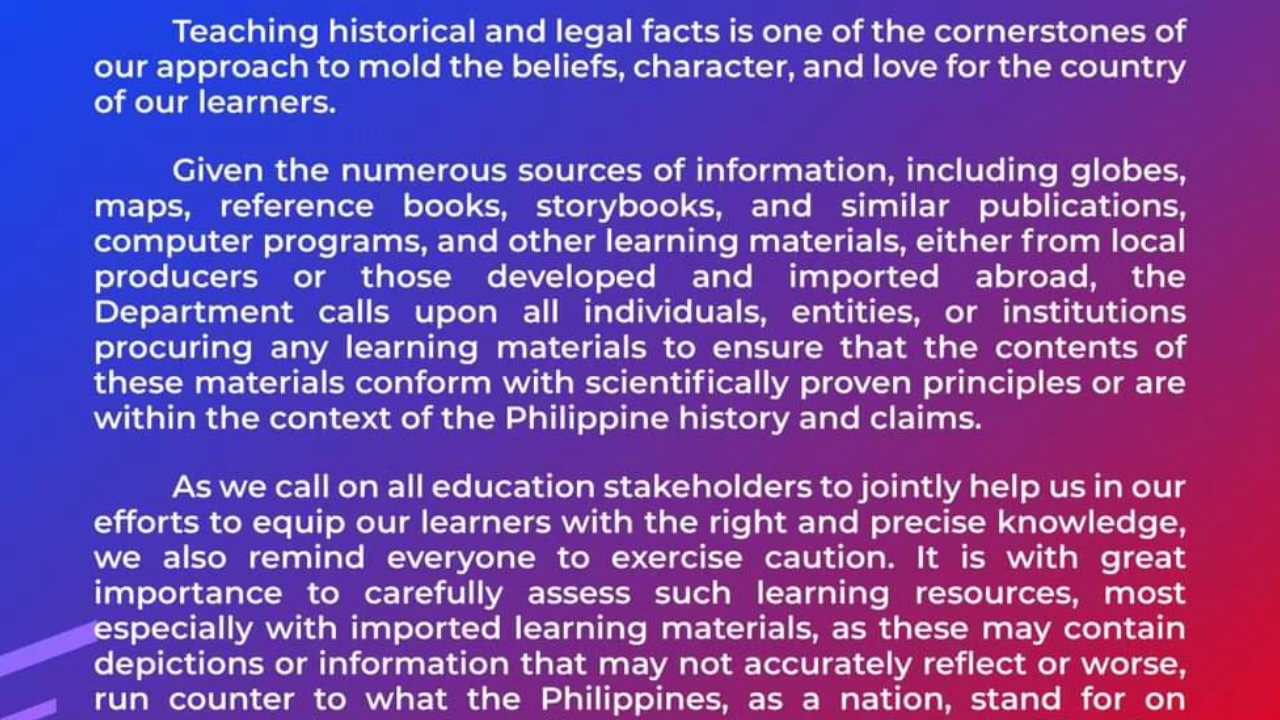 Teaching historical and legal facts is one of the cornerstones of
our approach to mold the beliefs, character, and love for the country
of our learners.
Given the numerous sources of information, including globes,
maps, reference books, storybooks, and similar publications,
computer programs, and other learning materials, either from local
producers or those developed and imported abroad, the
Department calls upon all individuals, entities, or institutions
procuring any learning materials to ensure that the contents of
these materials conform with scientifically proven principles or are
within the context of the Philippine history and claims.
As we call on all education stakeholders to jointly help us in our
efforts to equip our learners with the right and precise knowledge,
we also remind everyone to exercise caution. It is with great
importance to carefully assess such learning resources, most
especially with imported learning materials, as these may contain
depictions or information that may not accurately reflect or worse,
run counter to what the Philippines, as a nation, stand for on